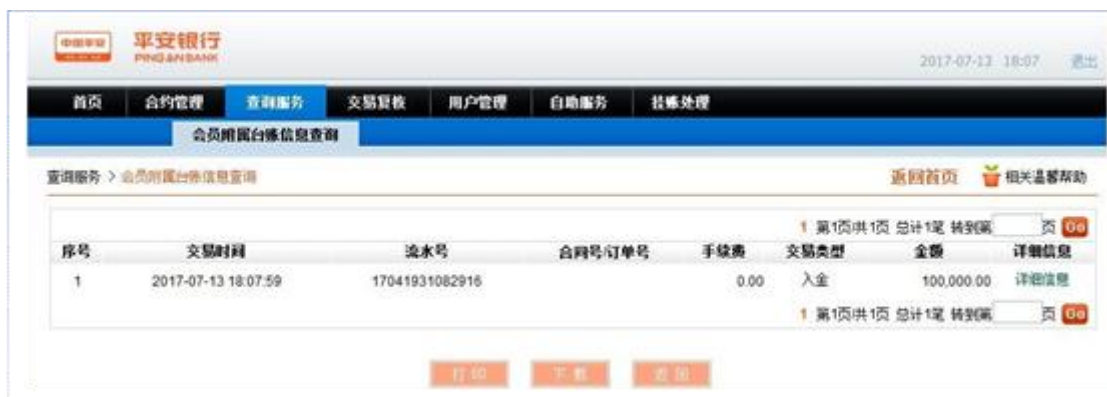 中国平安 平安银行
PING AN BANK
2017-07-13 18:07 退出
首页 合约管理 查询服务 交易复核 用户管理 自助服务 挂账处理
会员附属台账信息查询
查询服务 > 会员附属台账信息查询 返回首页 相关温馨帮助
1 第1页/共1页 总计1笔 转到第 页 Go
序号 交易时间 流水号 合同号/订单号 手续费 交易类型 金额 详细信息
1 2017-07-13 18:07:59 17041931082916 0.00 入金 100,000.00 详细信息
1 第1页/共1页 总计1笔 转到第 页 Go
打印 下载 返回